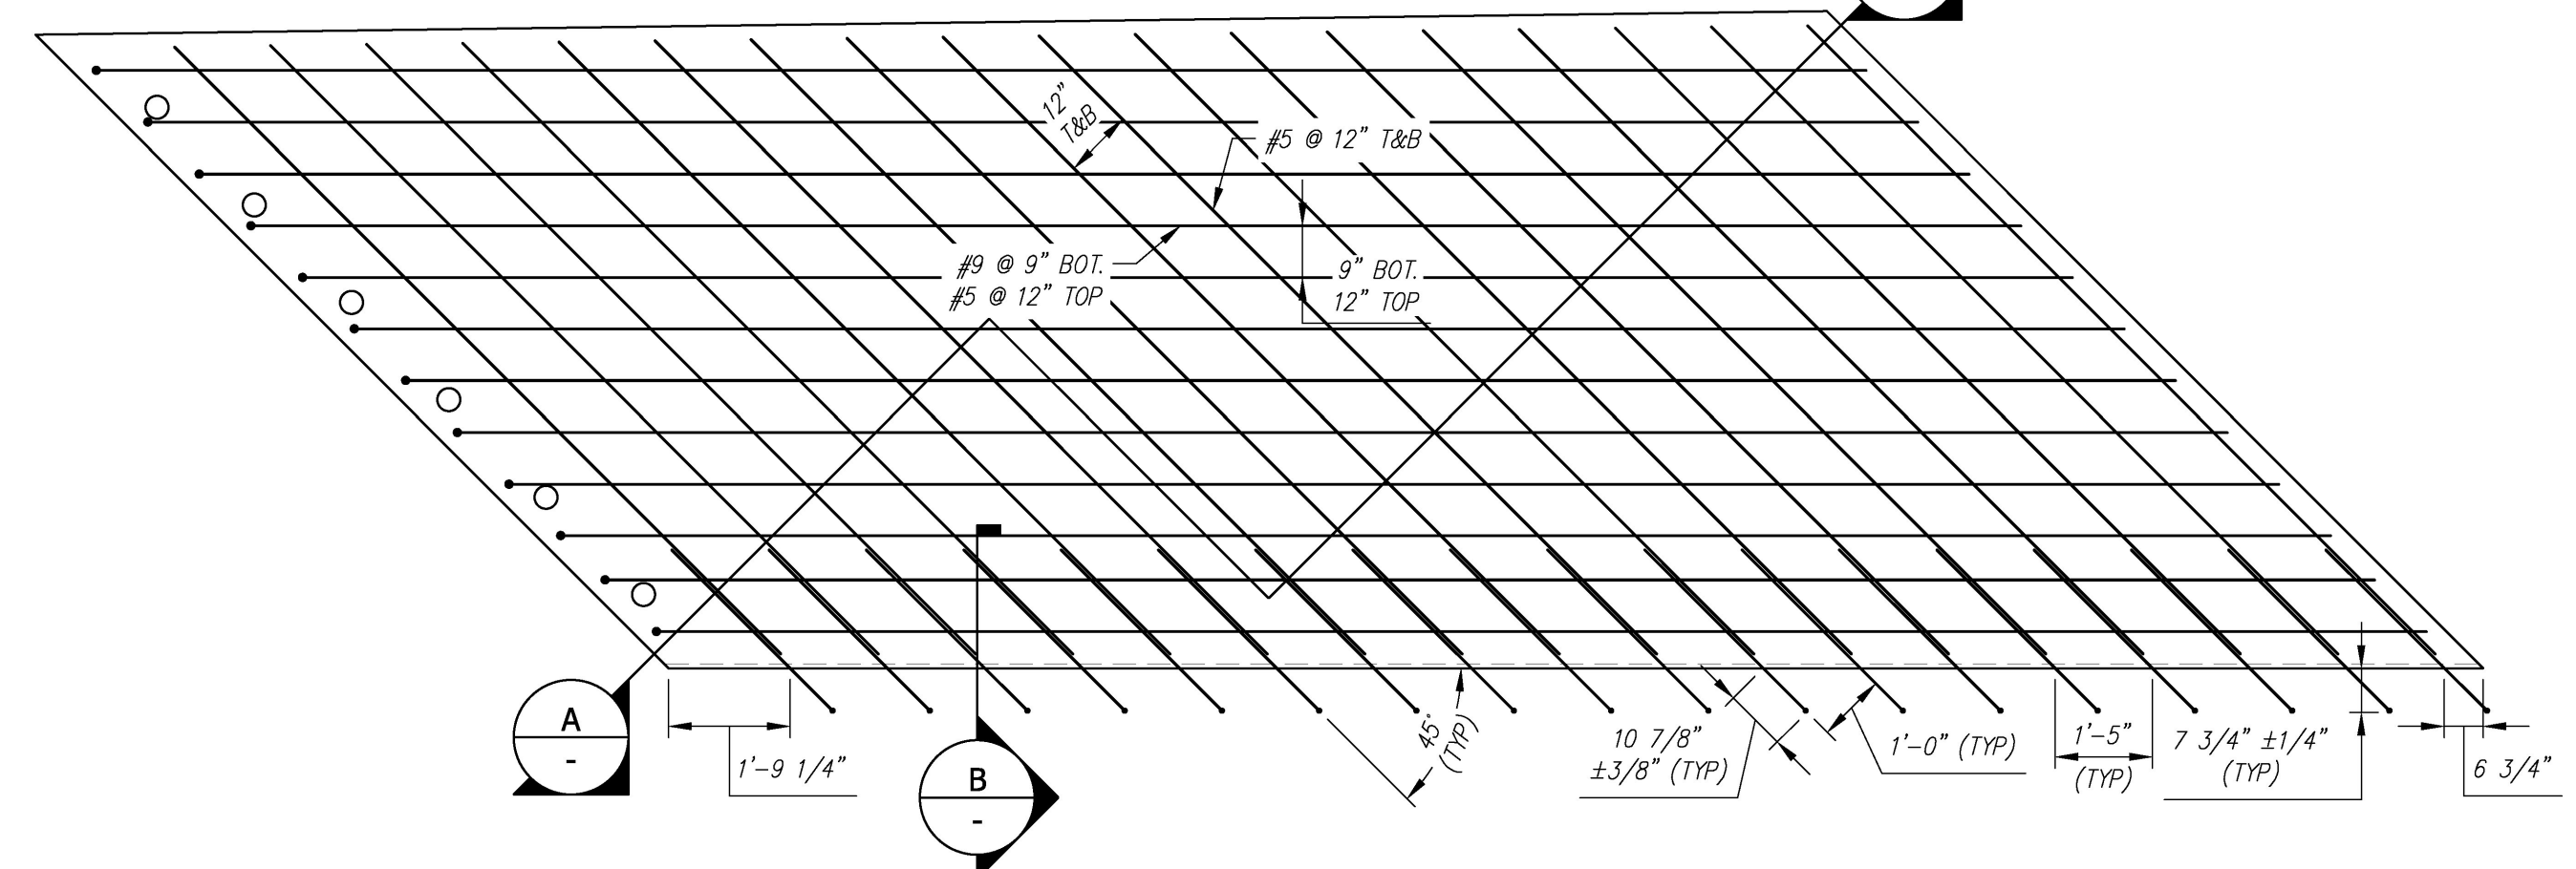 12”
T&B
#5 @ 12” T&B
#9 @ 9” BOT.
#5 @ 12” TOP
9” BOT.
12” TOP
A
-
1’-9 1/4”
B
-
45°
(TYP)
10 7/8”
±3/8” (TYP)
1’-0” (TYP)
1’-5”
(TYP)
7 3/4” ±1/4”
(TYP)
6 3/4”